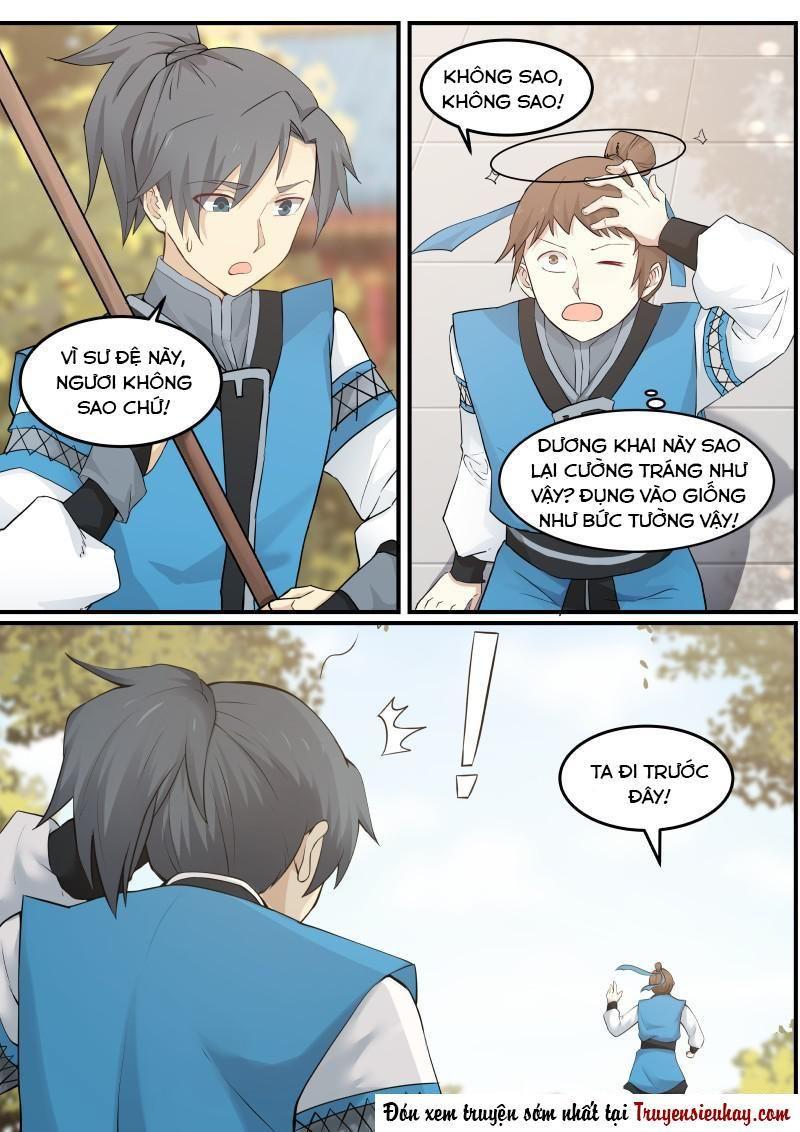 VÌ SƯ ĐỆ NÀY,
NGƯƠI KHÔNG
SAO CHỨ!
KHÔNG SAO,
KHÔNG SAO!
DƯƠNG KHAI NÀY SAO
LẠI CƯỜNG TRÁNG NHƯ
VẬY? ĐỤNG VÀO GIỐNG
NHƯ BỨC TƯỜNG VẬY!
!
TA ĐI TRƯỚC
ĐÂY!
Đón xem truyện sớm nhất tại Truyensieuhay.com